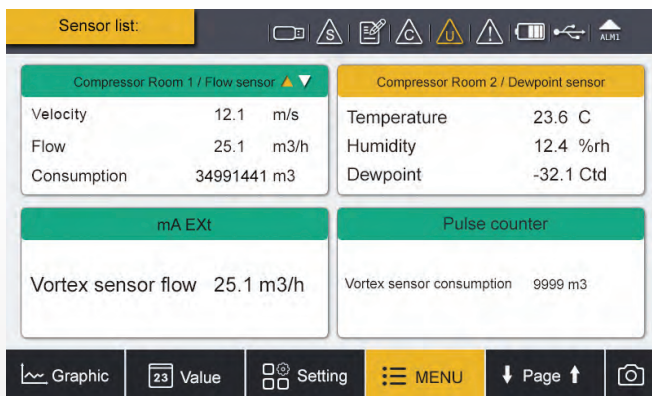 Sensor list:
S C U ! ALM1
Compressor Room 1 / Flow sensor
Velocity 12.1 m/s
Flow 25.1 m3/h
Consumption 34991441 m3
Compressor Room 2 / Dewpoint sensor
Temperature 23.6 C
Humidity 12.4 %rh
Dewpoint -32.1 Ctd
mA EXt
Vortex sensor flow 25.1 m3/h
Pulse counter
Vortex sensor consumption 9999 m3
Graphic 23 Value Setting MENU Page